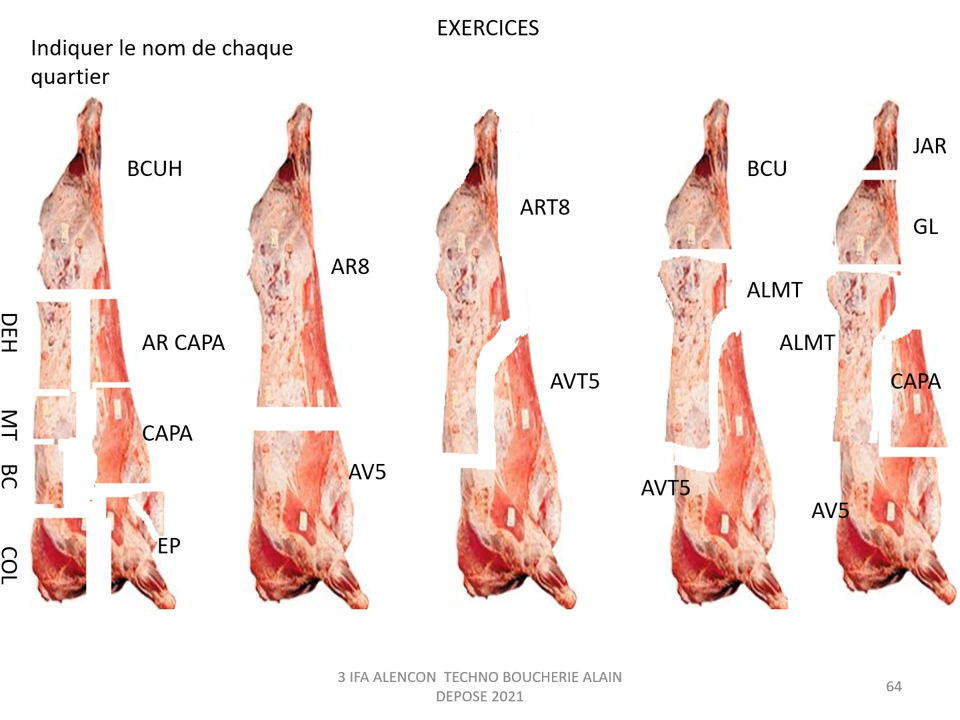 EXERCICES
Indiquer le nom de chaque
quartier
BCUH
AR8
ART8
BCU
JAR
GL
ALMT
DEH
AR CAPA
ALMT
AVT5
CAPA
MT
CAPA
BC
AV5
AVT5
AV5
COL
EP
3 IFA ALENCON TECHNO BOUCHERIE ALAIN
DEPOSE 2021
64